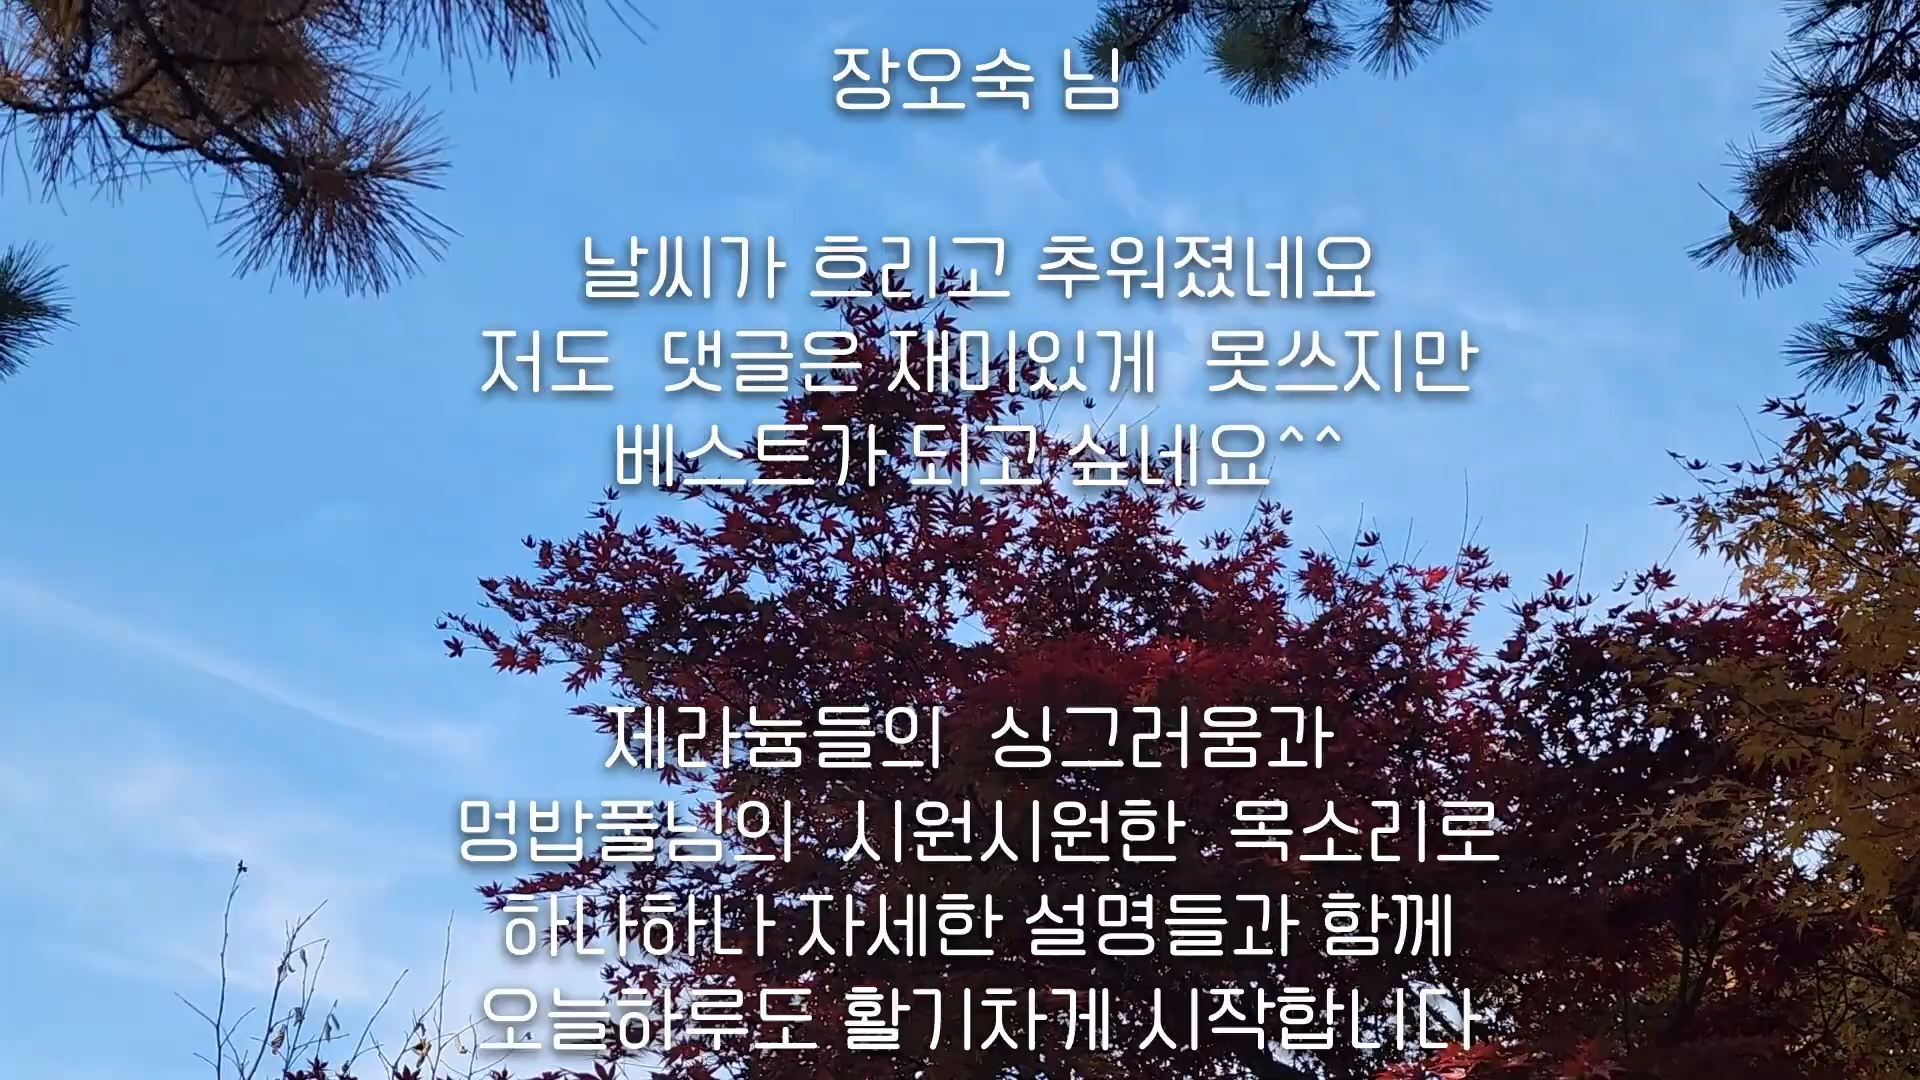 장오숙 님
날씨가 흐리고 추워졌네요
저도 댓글은 재미있게 못쓰지만
베스트가 되고 싶네요^^
제라늄들의 싱그러움과
멍밥풀님의 시원시원한 목소리로
하나하나 자세한 설명들과 함께
오늘하루도 활기차게 시작합니다